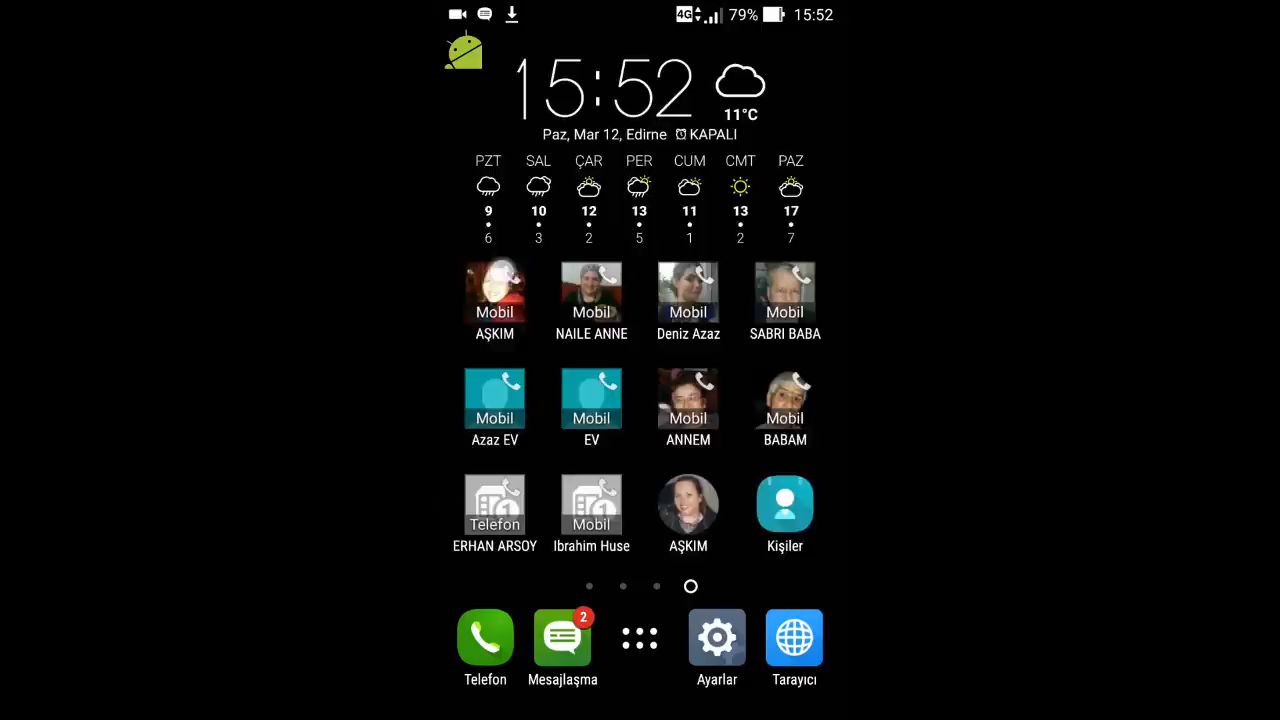 4G 79% 15:52
15:52
11°C
Paz, Mar 12, Edirne KAPALI
PZT SAL ÇAR PER CUM CMT PAZ
9 10 12 13 11 13 17
6 3 2 5 1 2 7
Mobil Mobil Mobil Mobil
AŞKIM NAILE ANNE Deniz Azaz SABRI BABA
Mobil Mobil Mobil Mobil
Azaz EV EV ANNEM BABAM
1 1
Telefon Mobil
ERHAN ARSOY Ibrahim Huse AŞKIM Kişiler
2
Telefon Mesajlaşma Ayarlar Tarayıcı